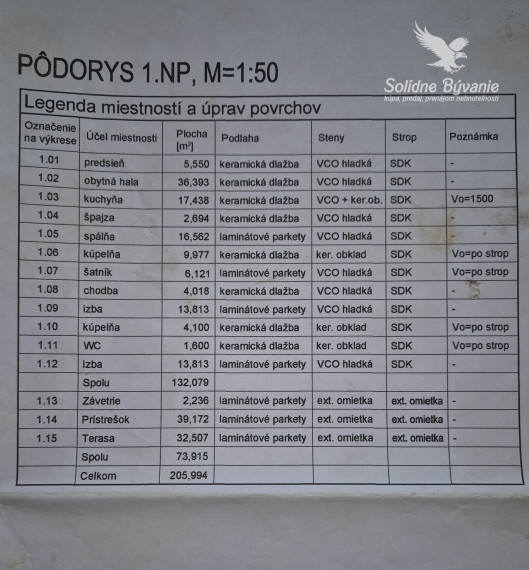 Solídne Bývanie
kúpa, predaj, prenájom nehnuteľností
PÔDORYS 1.NP, M=1:50
Legenda miestností a úprav povrchov
Označenie na výkrese Účel miestnosti Plocha [m²] Podlaha Steny Strop Poznámka
1.01 predsieň 5,550 keramická dlažba VCO hladká SDK -
1.02 obytná hala 36,393 keramická dlažba VCO hladká SDK -
1.03 kuchyňa 17,438 keramická dlažba VCO + ker.ob. SDK Vo=1500
1.04 špajza 2,694 keramická dlažba VCO hladká SDK -
1.05 spálňa 16,562 laminátové parkety VCO hladká SDK -
1.06 kúpelňa 9,977 keramická dlažba ker. obklad SDK Vo=po strop
1.07 šatník 6,121 laminátové parkety VCO hladká SDK Vo=po strop
1.08 chodba 4,018 keramická dlažba VCO hladká SDK -
1.09 izba 13,813 laminátové parkety VCO hladká SDK -
1.10 kúpelňa 4,100 keramická dlažba ker. obklad SDK Vo=po strop
1.11 WC 1,600 keramická dlažba ker. obklad SDK Vo=po strop
1.12 Izba 13,813 laminátové parkety VCO hladká SDK -
Spolu 132,079
1.13 Závetrie 2,236 laminátové parkety ext. omietka ext. omietka -
1.14 Prístrešok 39,172 laminátové parkety ext. omietka ext. omietka -
1.15 Terasa 32,507 laminátové parkety ext. omietka ext. omietka -
Spolu 73,915
Celkom 205,994